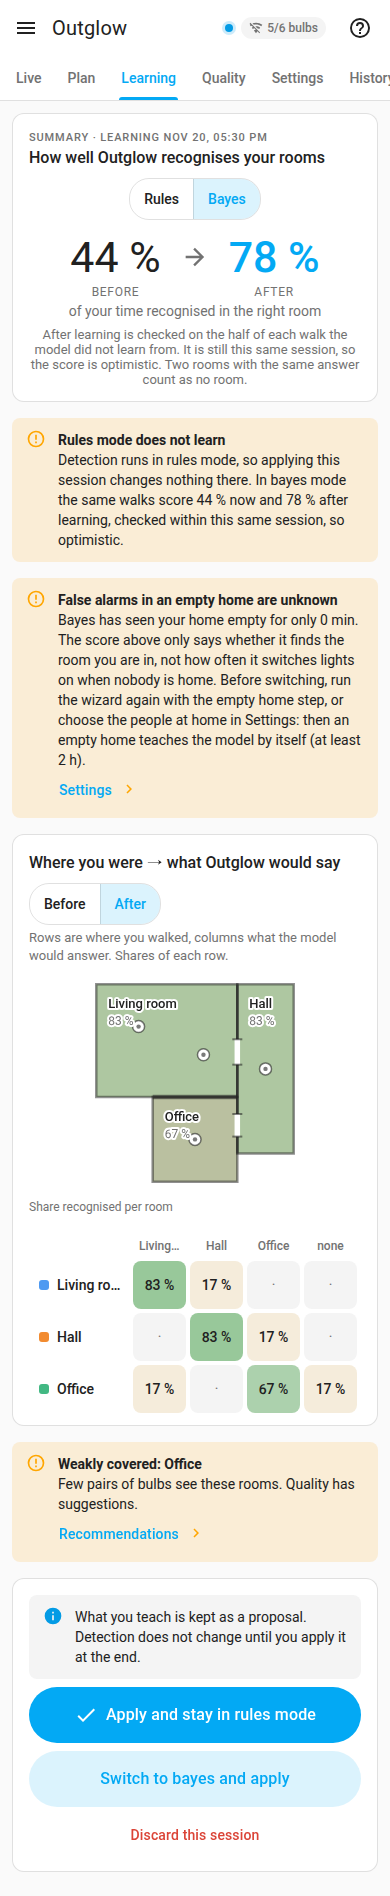 Outglow
5/6 bulbs
Live Plan Learning Quality Settings History
SUMMARY · LEARNING NOV 20, 05:30 PM
How well Outglow recognises your rooms
Rules Bayes
44 % → 78 %
BEFORE AFTER
of your time recognised in the right room
After learning is checked on the half of each walk the
model did not learn from. It is still this same session, so
the score is optimistic. Two rooms with the same answer
count as no room.
Rules mode does not learn
Detection runs in rules mode, so applying this
session changes nothing there. In bayes mode
the same walks score 44 % now and 78 % after
learning, checked within this same session, so
optimistic.
False alarms in an empty home are unknown
Bayes has seen your home empty for only 0 min.
The score above only says whether it finds the
room you are in, not how often it switches lights
on when nobody is home. Before switching, run
the wizard again with the empty home step, or
choose the people at home in Settings: then an
empty home teaches the model by itself (at least
2 h).
Settings
Where you were → what Outglow would say
Before After
Rows are where you walked, columns what the model
would answer. Shares of each row.
Living room Hall
83 % 83 %
Office
67 %
Share recognised per room
Living... Hall Office none
Living ro... 83 % 17 % · ·
Hall · 83 % 17 % ·
Office 17 % · 67 % 17 %
Weakly covered: Office
Few pairs of bulbs see these rooms. Quality has
suggestions.
Recommendations
What you teach is kept as a proposal.
Detection does not change until you apply it
at the end.
Apply and stay in rules mode
Switch to bayes and apply
Discard this session